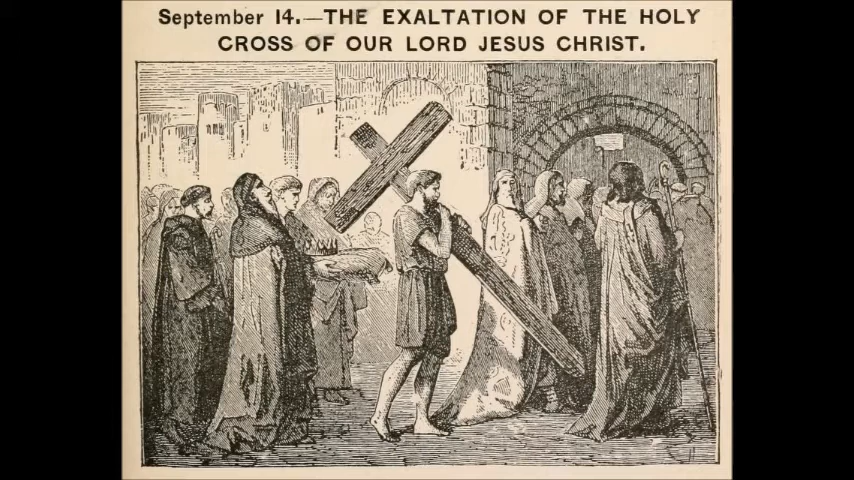 September 14.—THE EXALTATION OF THE HOLY
CROSS OF OUR LORD JESUS CHRIST.